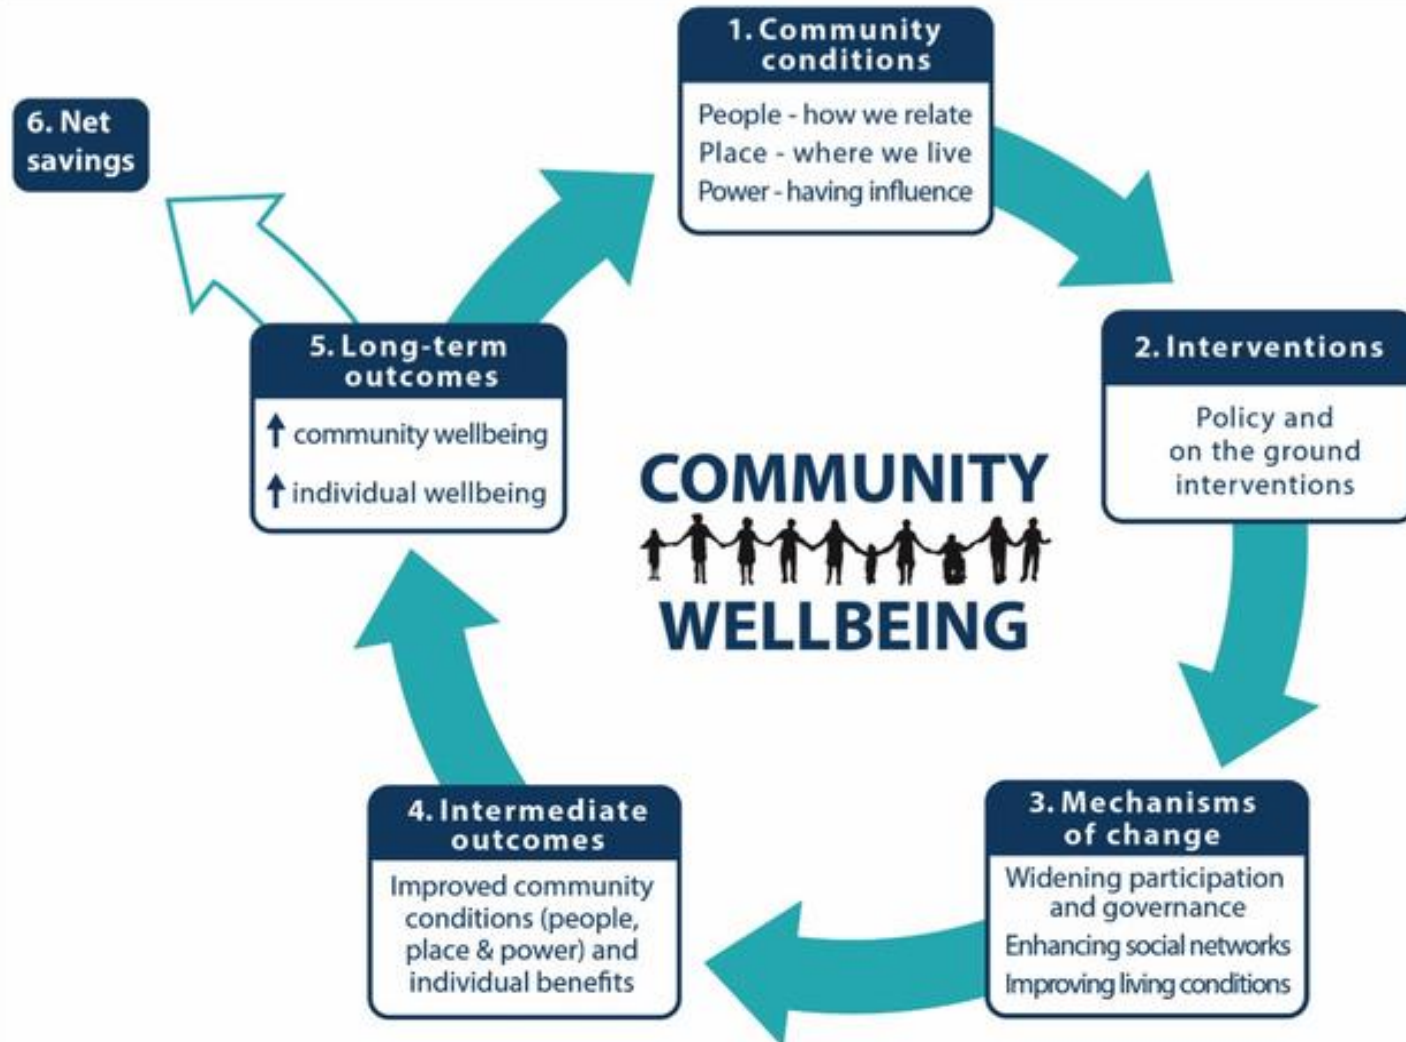 1. Community
conditions
People - how we relate
Place - where we live
Power - having influence
2. Interventions
Policy and
on the ground
interventions
3. Mechanisms
of change
Widening participation
and governance
Enhancing social networks
Improving living conditions
4. Intermediate
outcomes
Improved community
conditions (people,
place & power) and
individual benefits
5. Long-term
outcomes
↑ community wellbeing
↑ individual wellbeing
6. Net
savings
COMMUNITY
WELLBEING